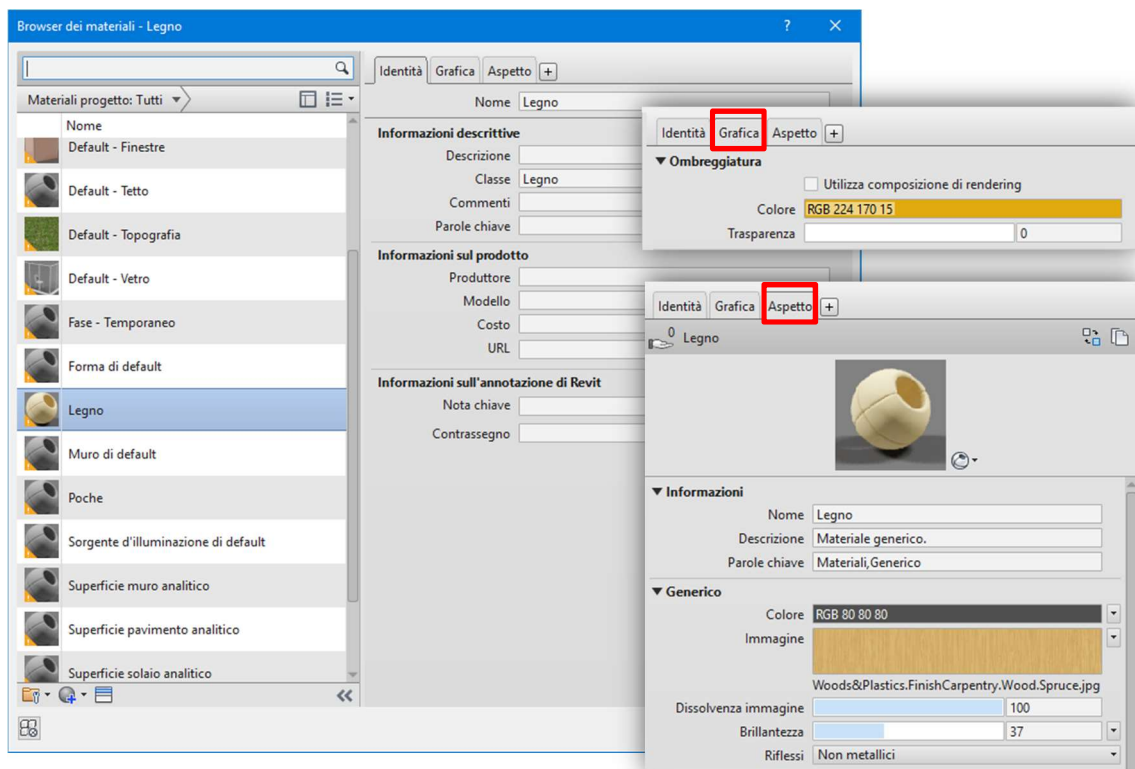 Browser dei materiali - Legno
Materiali progetto: Tutti
Nome
Default - Finestre
Default - Tetto
Default - Topografia
Default - Vetro
Fase - Temporaneo
Forma di default
Legno
Muro di default
Poche
Sorgente d'illuminazione di default
Superficie muro analitico
Superficie pavimento analitico
Superficie solaio analitico
Identità Grafica Aspetto +
Nome Legno
Informazioni descrittive
Descrizione
Classe Legno
Commenti
Parole chiave
Informazioni sul prodotto
Produttore
Modello
Costo
URL
Informazioni sull'annotazione di Revit
Nota chiave
Contrassegno
Identità Grafica Aspetto +
Ombreggiatura
Utilizza composizione di rendering
Colore RGB 224 170 15
Trasparenza 0
Identità Grafica Aspetto +
0 Legno
Informazioni
Nome Legno
Descrizione Materiale generico.
Parole chiave Materiali,Generico
Generico
Colore RGB 80 80 80
Immagine
Woods&Plastics.FinishCarpentry.Wood.Spruce.jpg
Dissolvenza immagine 100
Brillantezza 37
Riflessi Non metallici